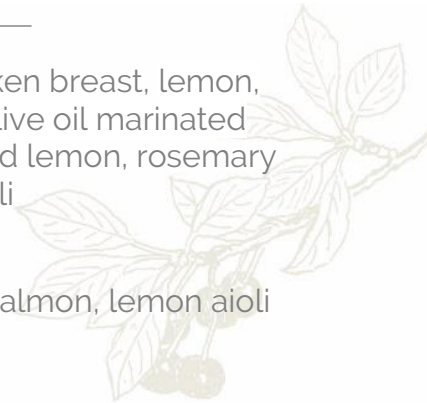 ken breast, lemon,
live oil marinated
d lemon, rosemary
li
almon, lemon aioli